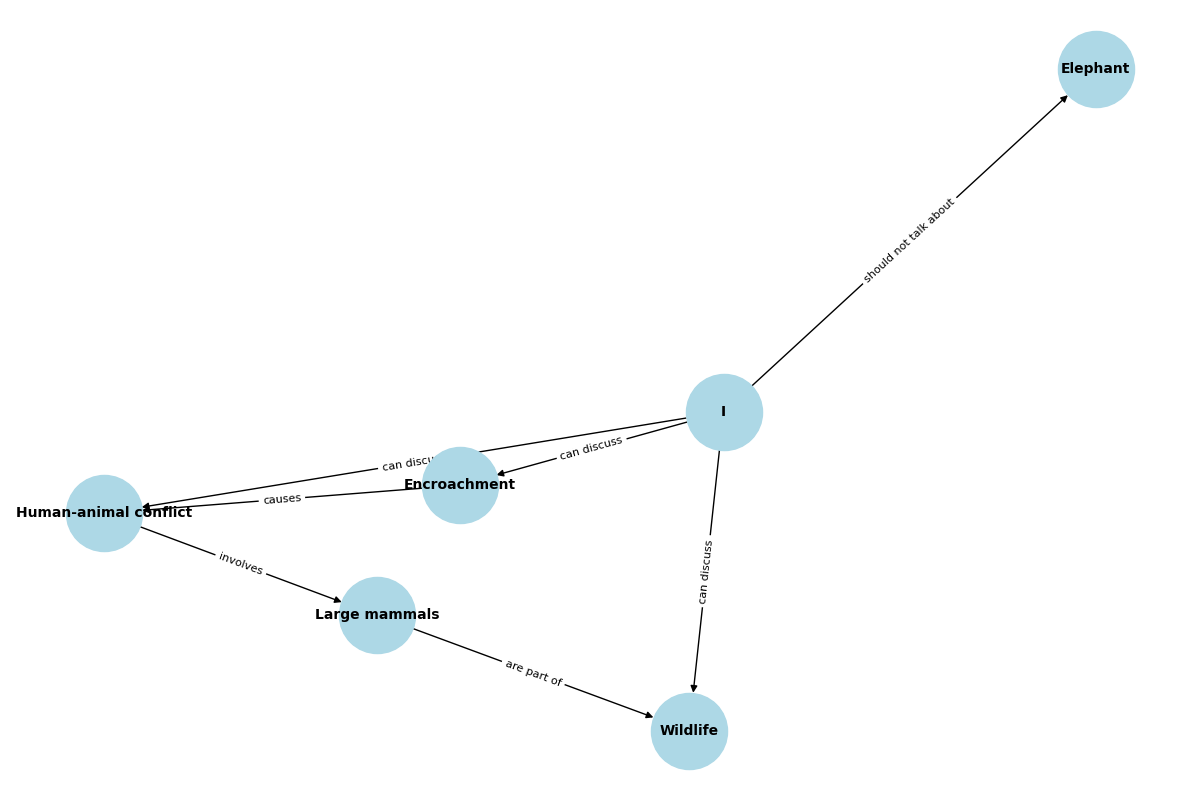 Elephant
should not talk about
I
can discuss
can discu
Encroachment
causes
Human-animal conflict
involves
can discuss
Large mammals
are part of
Wildlife